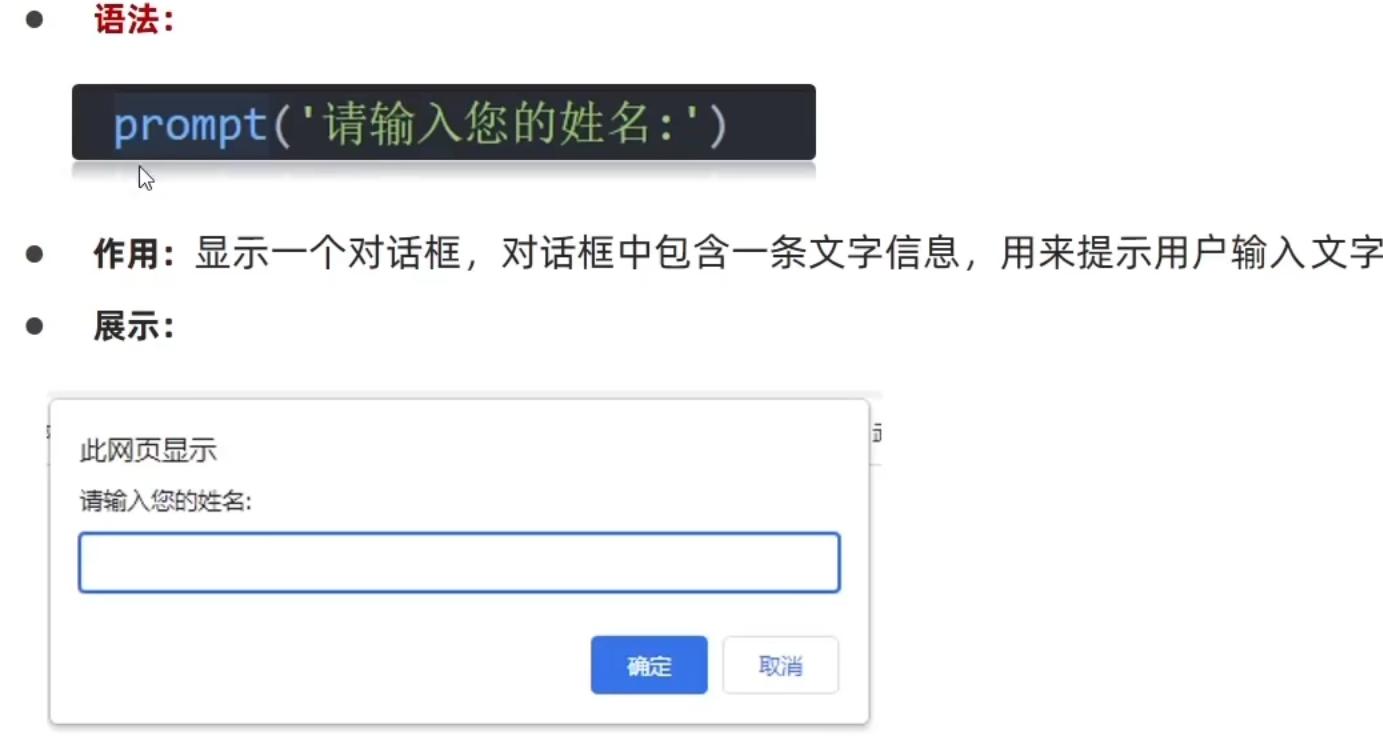 语法：
prompt('请输入您的姓名:')
作用：显示一个对话框，对话框中包含一条文字信息，用来提示用户输入文字
展示：
此网页显示
请输入您的姓名:
确定 取消